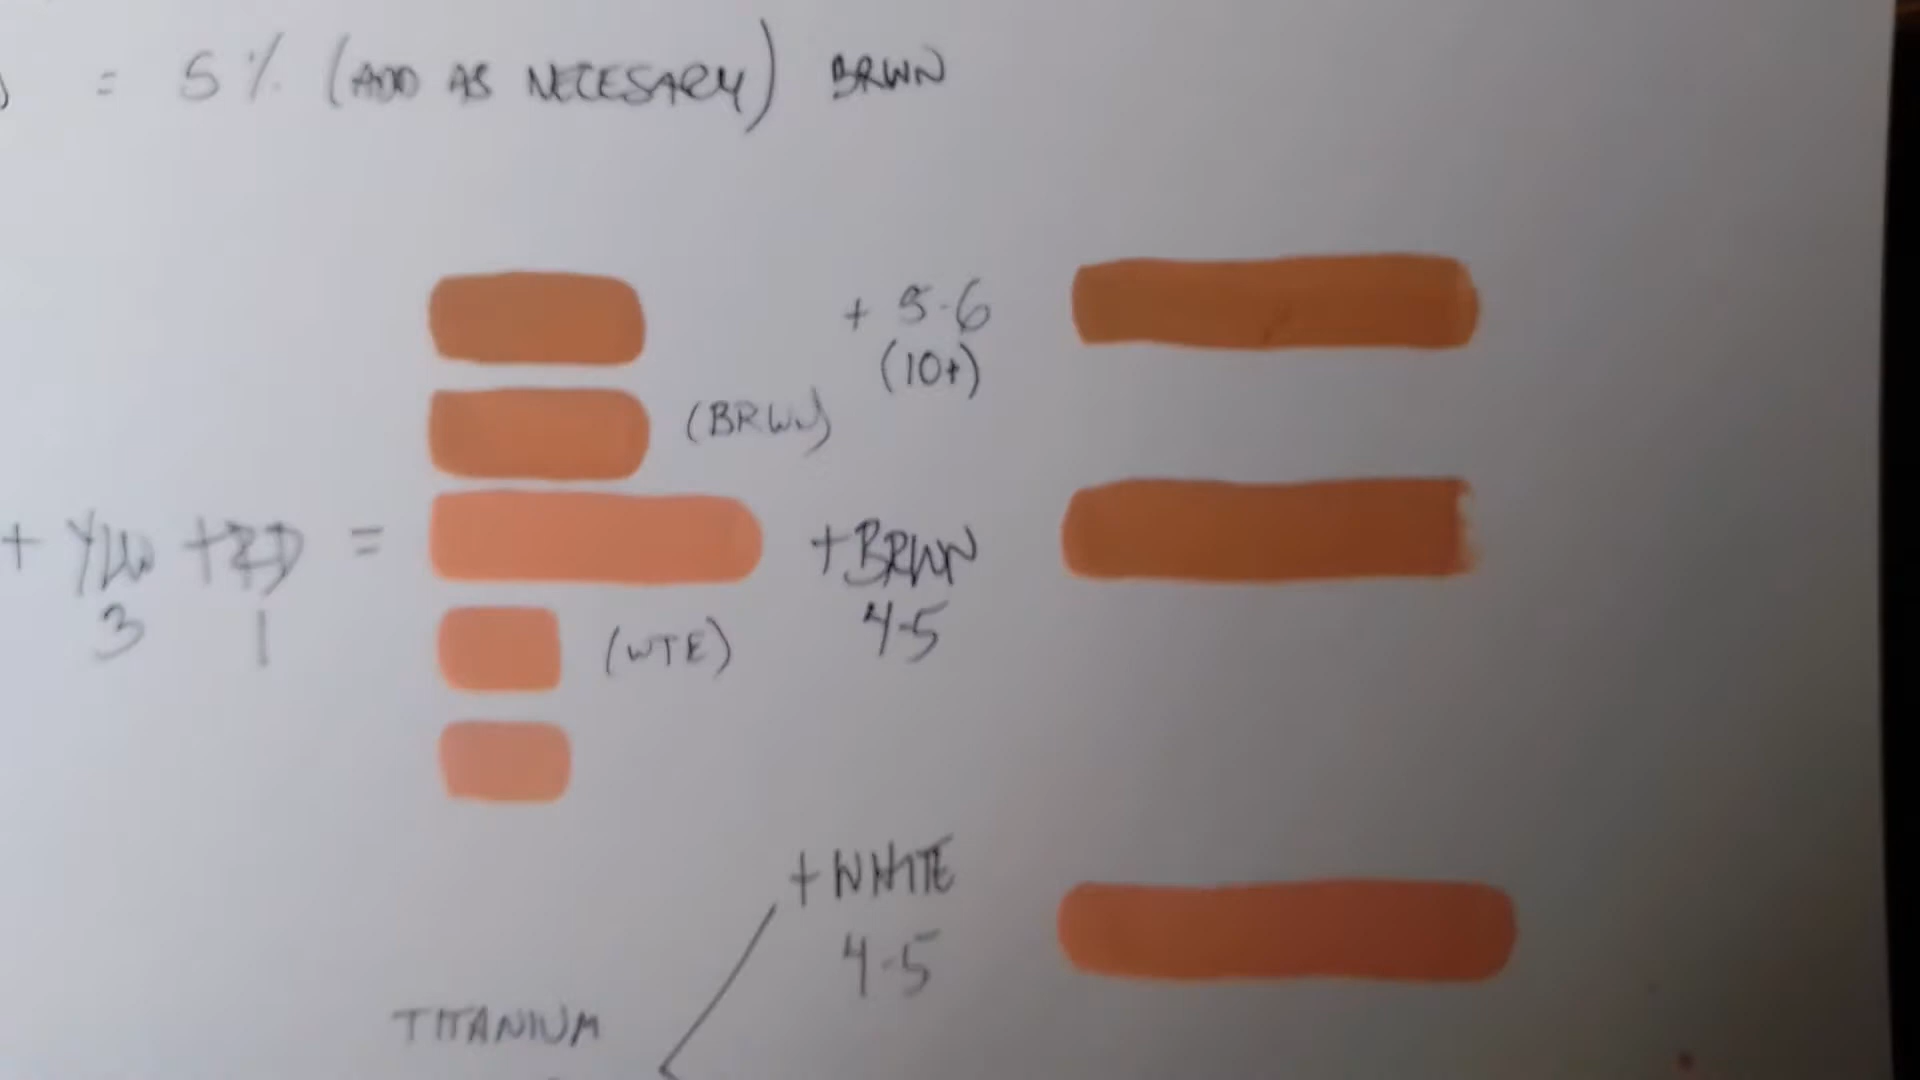 = 5% (ADD AS NECESARY) BRWN
+ 5-6
(10+)
(BRWN)
+ YLW + RD =
3 1
+BRWN
4-5
(WTE)
+WHITE
4-5
TITANIUM